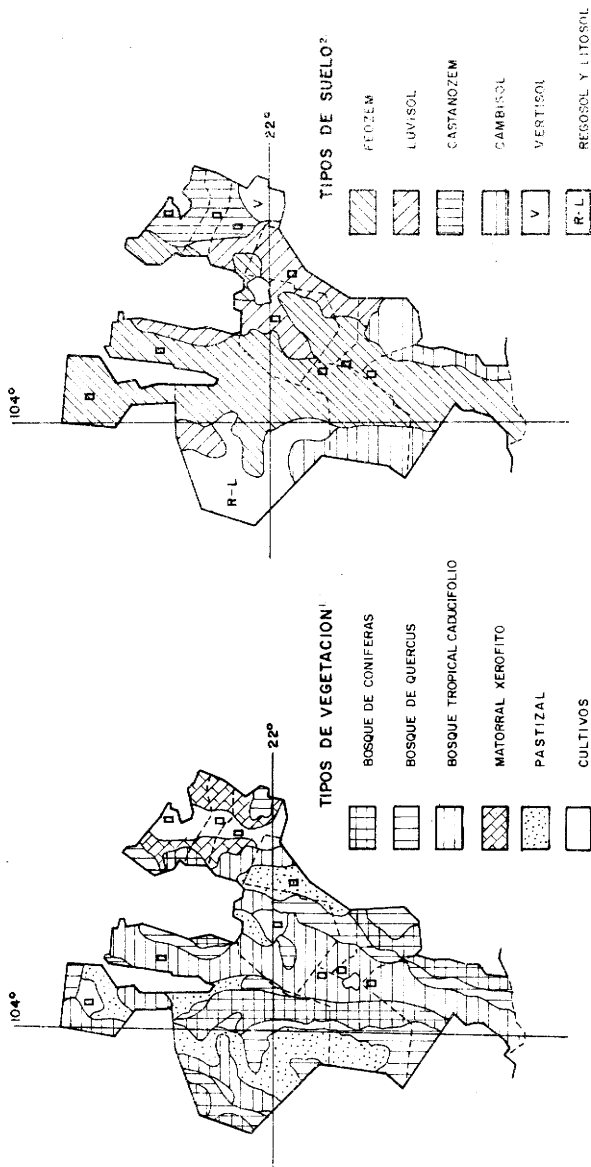 104°
22°
TIPOS DE VEGETACION¹
BOSQUE DE CONIFERAS
BOSQUE DE QUERCUS
BOSQUE TROPICAL CADUCIFOLIO
MATORRAL XEROFITO
PASTIZAL
CULTIVOS
104°
22°
R-L
V
TIPOS DE SUELO²
FEOZEM
LUVISOL
CASTANOZEM
CAMBISOL
V VERTISOL
R-L REGOSOL Y LITOSOL